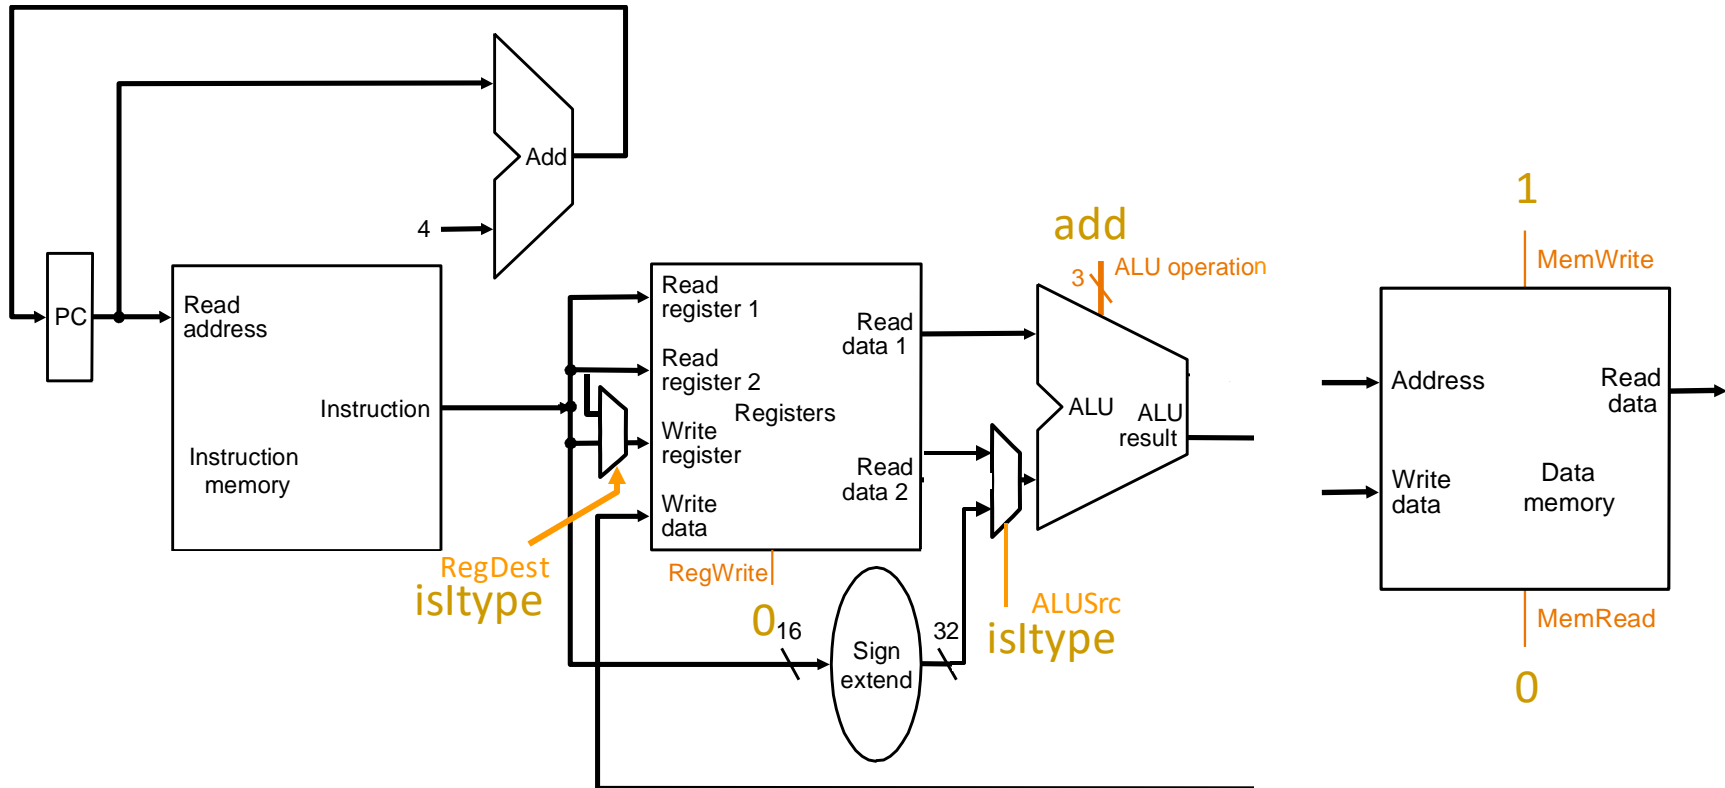 Add
4
PC
Read
address
Instruction
Instruction
memory
Read
register 1
Read
register 2
Registers
Write
register
Write
data
Read
data 1
Read
data 2
RegDest
isItype
RegWrite
0
16
Sign
extend
32
add
ALU operation
3
ALU
ALU
result
ALUSrc
isItype
1
MemWrite
Address
Read
data
Write
data
Data
memory
MemRead
0